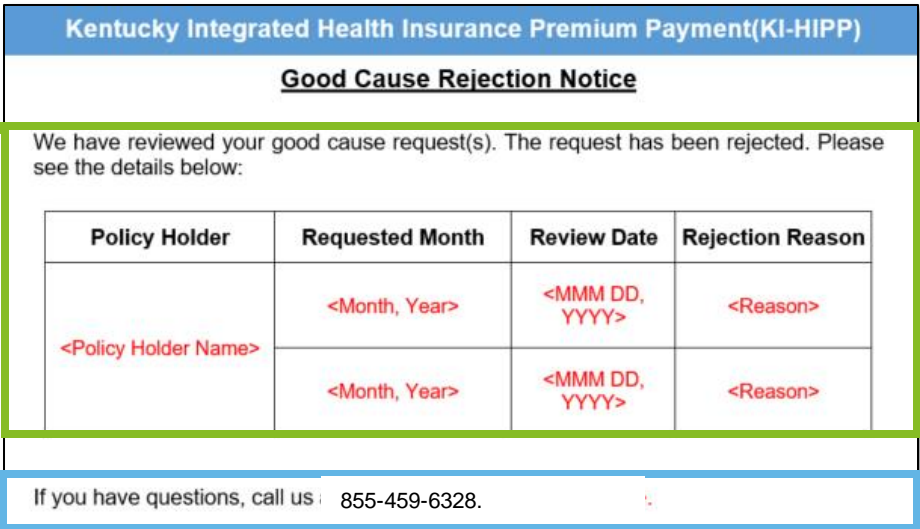 Kentucky Integrated Health Insurance Premium Payment(KI-HIPP)
Good Cause Rejection Notice
We have reviewed your good cause request(s). The request has been rejected. Please
see the details below:
Policy Holder Requested Month Review Date Rejection Reason
<Policy Holder Name> <Month, Year> <MMM DD, YYYY> <Reason>
<Month, Year> <MMM DD, YYYY> <Reason>
If you have questions, call us 855-459-6328.